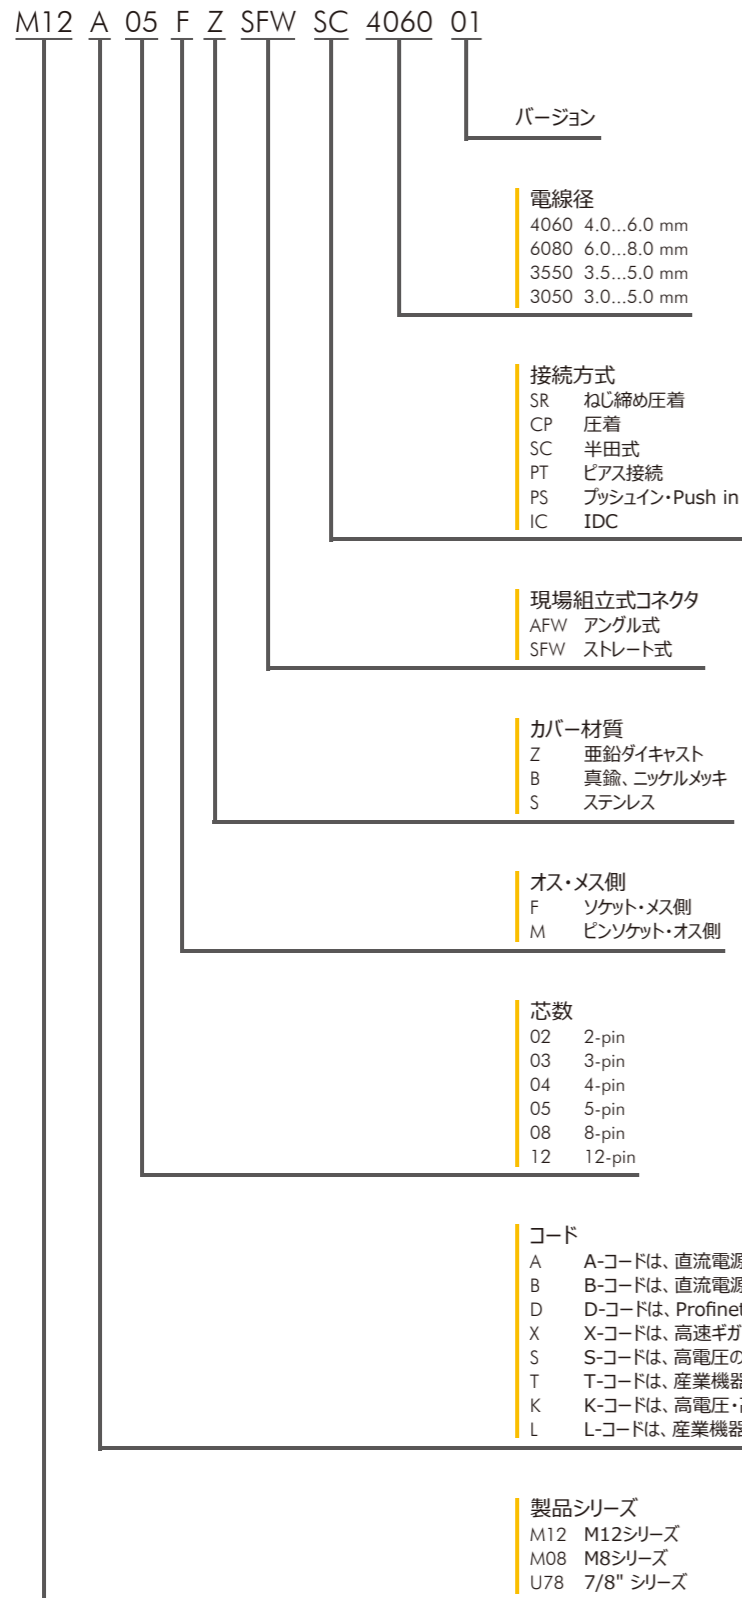 M12 A 05 F Z SFW SC 4060 01
バージョン
電線径
4060 4.0...6.0 mm
6080 6.0...8.0 mm
3550 3.5...5.0 mm
3050 3.0...5.0 mm
接続方式
SR ねじ締め圧着
CP 圧着
SC 半田式
PT ピアス接続
PS プッシュイン・Push in
IC IDC
現場組立式コネクタ
AFW アングル式
SFW ストレート式
カバー材質
Z 亜鉛ダイキャスト
B 真鍮、ニッケルメッキ
S ステンレス
オス・メス側
F ソケット・メス側
M ピンソケット・オス側
芯数
02 2-pin
03 3-pin
04 4-pin
05 5-pin
08 8-pin
12 12-pin
コード
A A-コードは、直流電源
B B-コードは、直流電源
D D-コードは、Profinet
X X-コードは、高速ギガ
S S-コードは、高電圧の
T T-コードは、産業機器
K K-コードは、高電圧・
L L-コードは、産業機器
製品シリーズ
M12 M12シリーズ
M08 M8シリーズ
U78 7/8" シリーズ